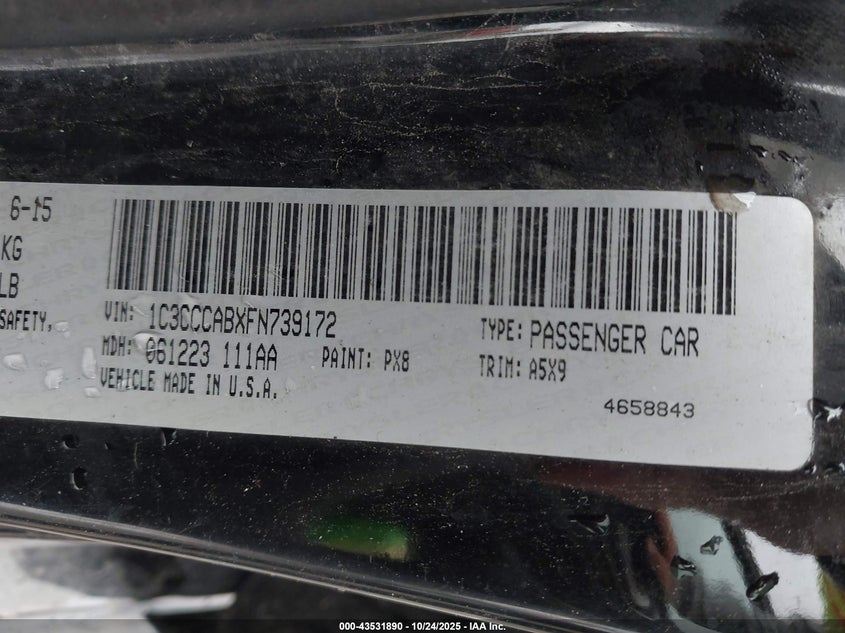 6-15
KG
LB
SAFETY,
VIN: 1C3CCCABXFN739172
TYPE: PASSENGER CAR
MDH: 061223 111AA
PAINT: PX8
TRIM: A5X9
VEHICLE MADE IN U.S.A.
4658843
000-43531890 - 10/24/2025 - IAA Inc.